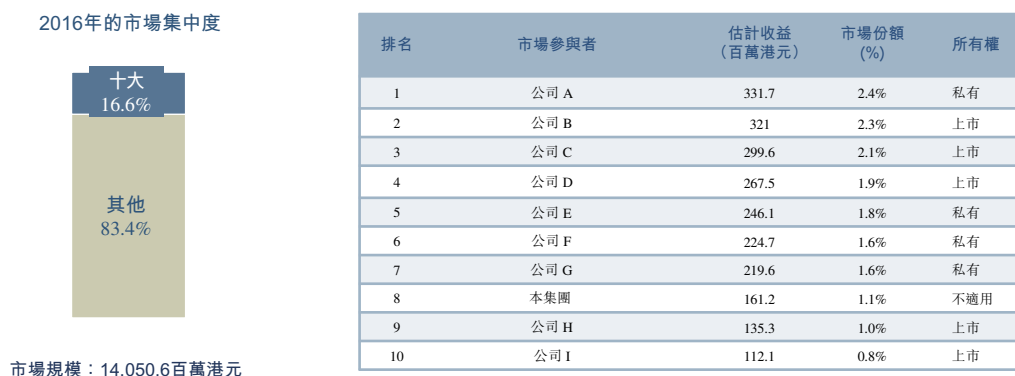 2016年的市場集中度
十大
16.6%
其他
83.4%
市場規模：14,050.6百萬港元
排名 市場參與者 估計收益（百萬港元） 市場份額(%) 所有權
1 公司 A 331.7 2.4% 私有
2 公司 B 321 2.3% 上市
3 公司 C 299.6 2.1% 上市
4 公司 D 267.5 1.9% 上市
5 公司 E 246.1 1.8% 私有
6 公司 F 224.7 1.6% 私有
7 公司 G 219.6 1.6% 私有
8 本集團 161.2 1.1% 不適用
9 公司 H 135.3 1.0% 上市
10 公司 I 112.1 0.8% 上市